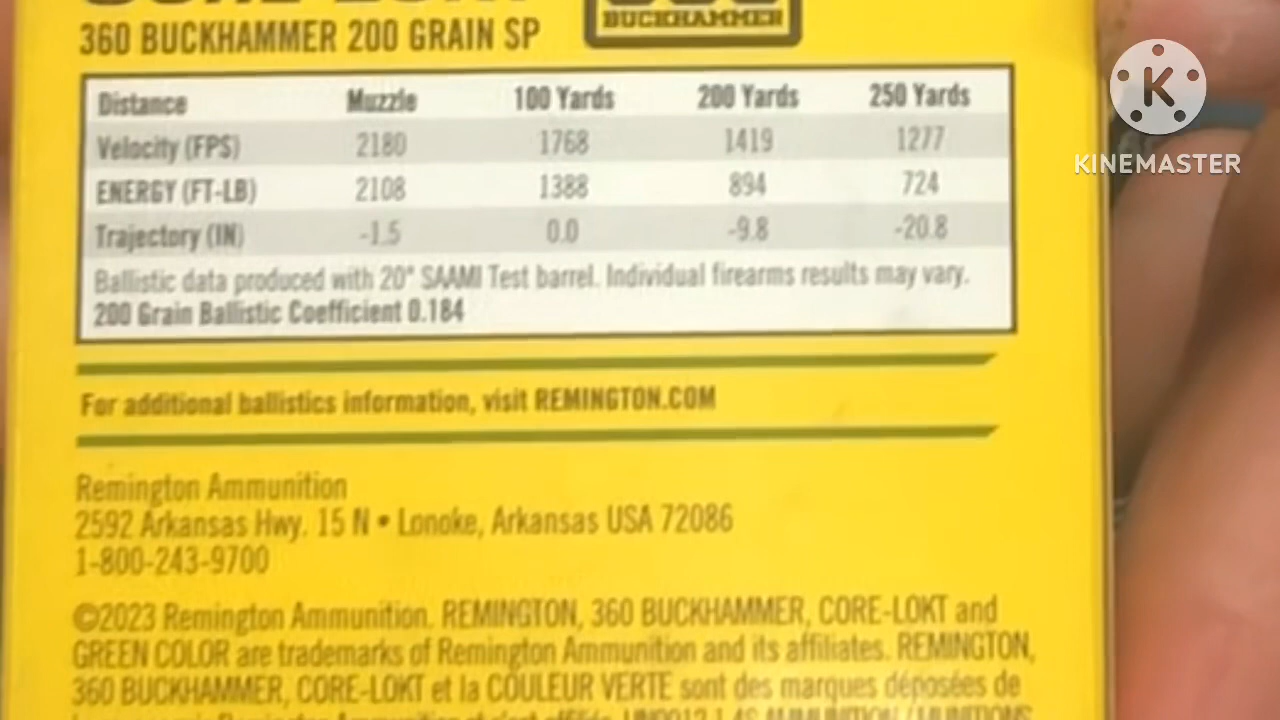 360 BUCKHAMMER 200 GRAIN SP
BUCKHAMMER
Distance Muzzle 100 Yards 200 Yards 250 Yards
Velocity (FPS) 2180 1768 1419 1277
ENERGY (FT-LB) 2108 1388 894 724
Trajectory (IN) -1.5 0.0 -9.8 -20.8
Ballistic data produced with 20" SAAMI Test barrel. Individual firearms results may vary.
200 Grain Ballistic Coefficient 0.184
For additional ballistics information, visit REMINGTON.COM
Remington Ammunition
2592 Arkansas Hwy. 15 N • Lonoke, Arkansas USA 72086
1-800-243-9700
©2023 Remington Ammunition. REMINGTON, 360 BUCKHAMMER, CORE-LOKT and
GREEN COLOR are trademarks of Remington Ammunition and its affiliates. REMINGTON,
360 BUCKHAMMER, CORE-LOKT et la COULEUR VERTE sont des marques déposées de
K
KINEMASTER